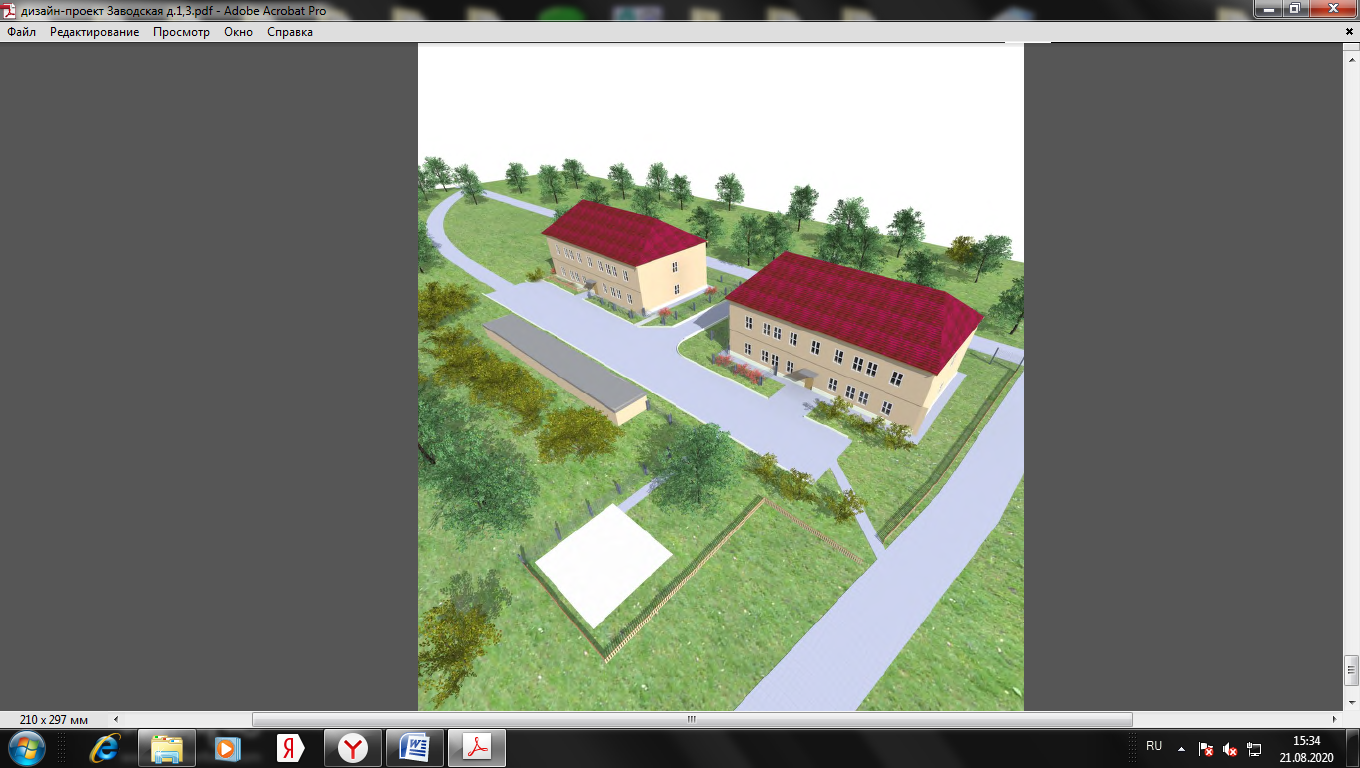 дизайн-проект Заводская д.1,3.pdf - Adobe Acrobat Pro
Файл Редактирование Просмотр Окно Справка
210 x 297 мм
Я Y W RU 15:34
21.08.2020